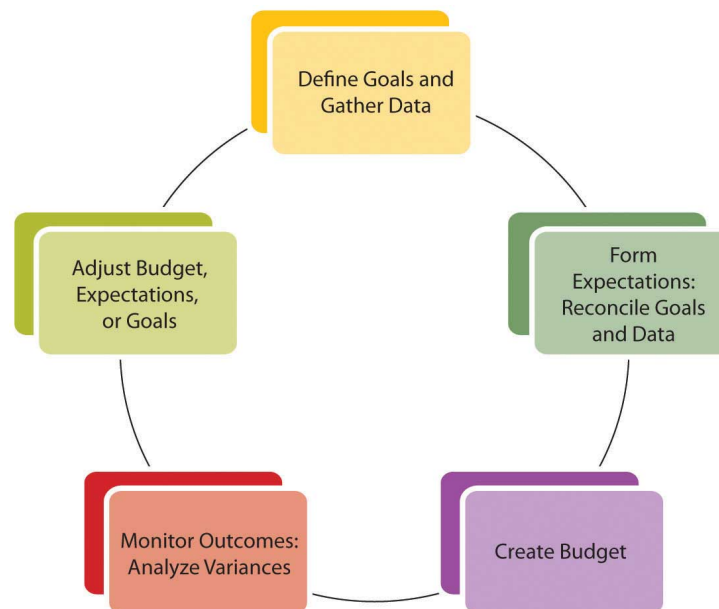 Define Goals and
Gather Data
Form
Expectations:
Reconcile Goals
and Data
Create Budget
Monitor Outcomes:
Analyze Variances
Adjust Budget,
Expectations,
or Goals